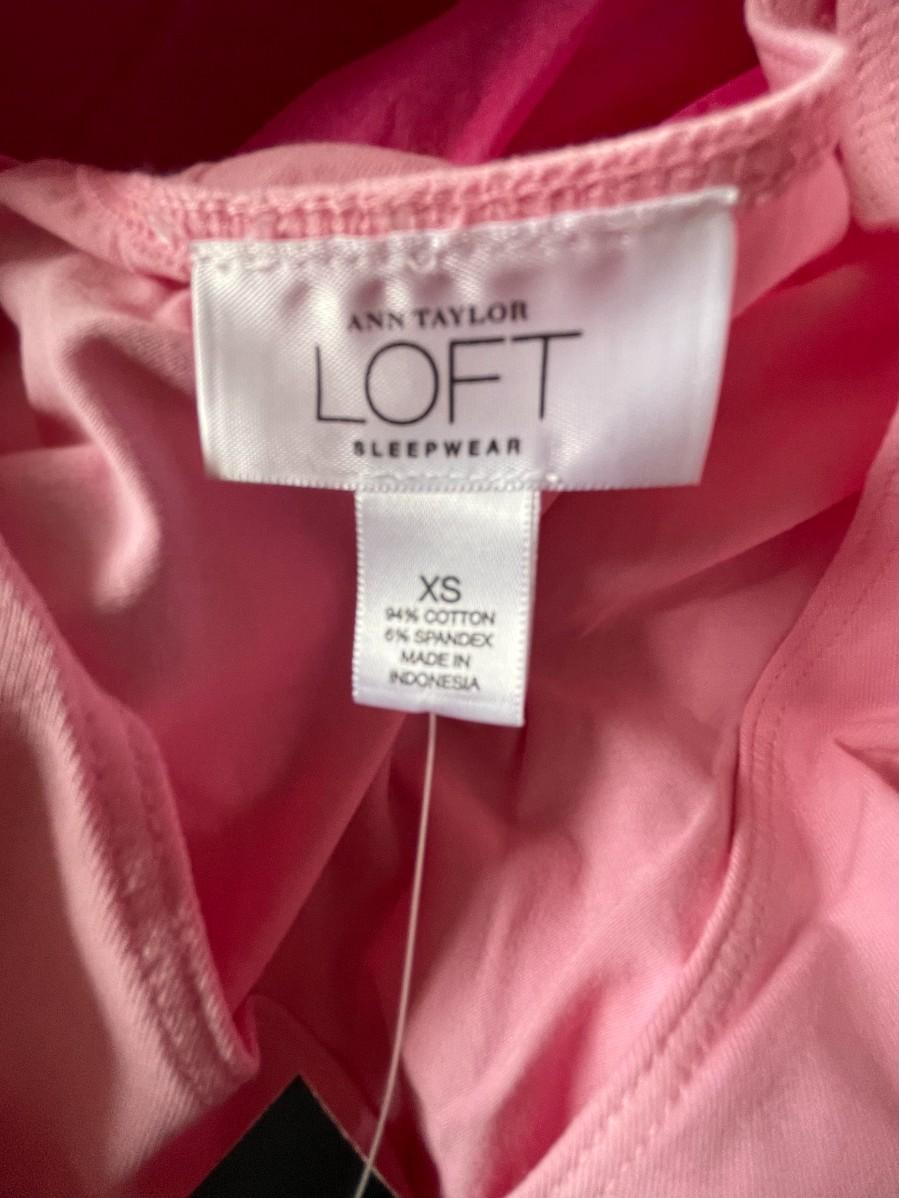 ANN TAYLOR
LOFT
SLEEPWEAR
XS
94% COTTON
6% SPANDEX
MADE IN
INDONESIA